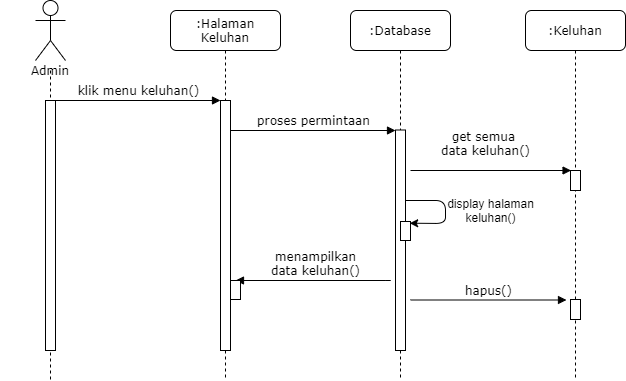 :Halaman
Keluhan
:Database
:Keluhan
Admin
klik menu keluhan()
proses permintaan
get semua
data keluhan()
display halaman
keluhan()
menampilkan
data keluhan()
hapus()